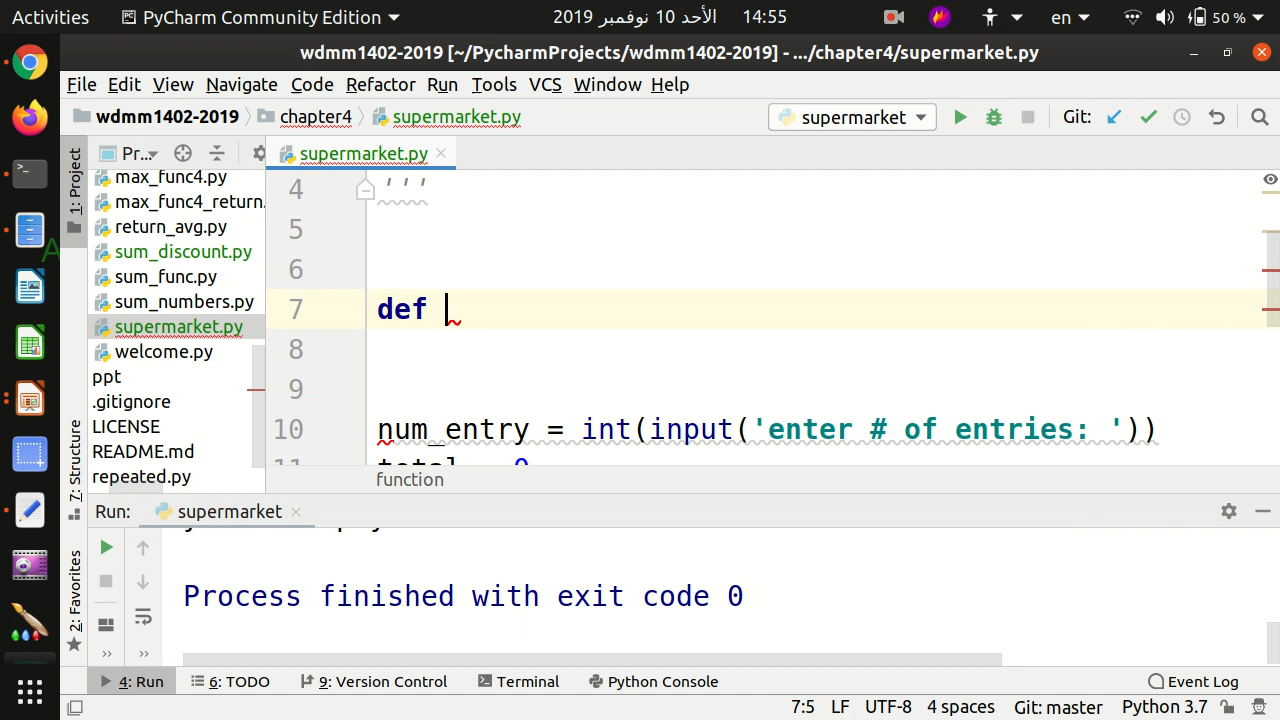 Activities
PyCharm Community Edition
الأحد 10 نوفمبر 2019
14:55
en
50 %
wdmm1402-2019 [~/PycharmProjects/wdmm1402-2019] - .../chapter4/supermarket.py
File Edit View Navigate Code Refactor Run Tools VCS Window Help
wdmm1402-2019 chapter4 supermarket.py
supermarket
Git:
1: Project
7: Structure
2: Favorites
Pr...
supermarket.py
max_func4.py
max_func4_return.
return_avg.py
sum_discount.py
sum_func.py
sum_numbers.py
supermarket.py
welcome.py
ppt
.gitignore
LICENSE
README.md
repeated.py
4 '''
5
6
7 def
8
9
10 num_entry = int(input('enter # of entries: '))
function
Run: supermarket
Process finished with exit code 0
4: Run 6: TODO 9: Version Control Terminal Python Console Event Log
7:5 LF UTF-8 4 spaces Git: master Python 3.7